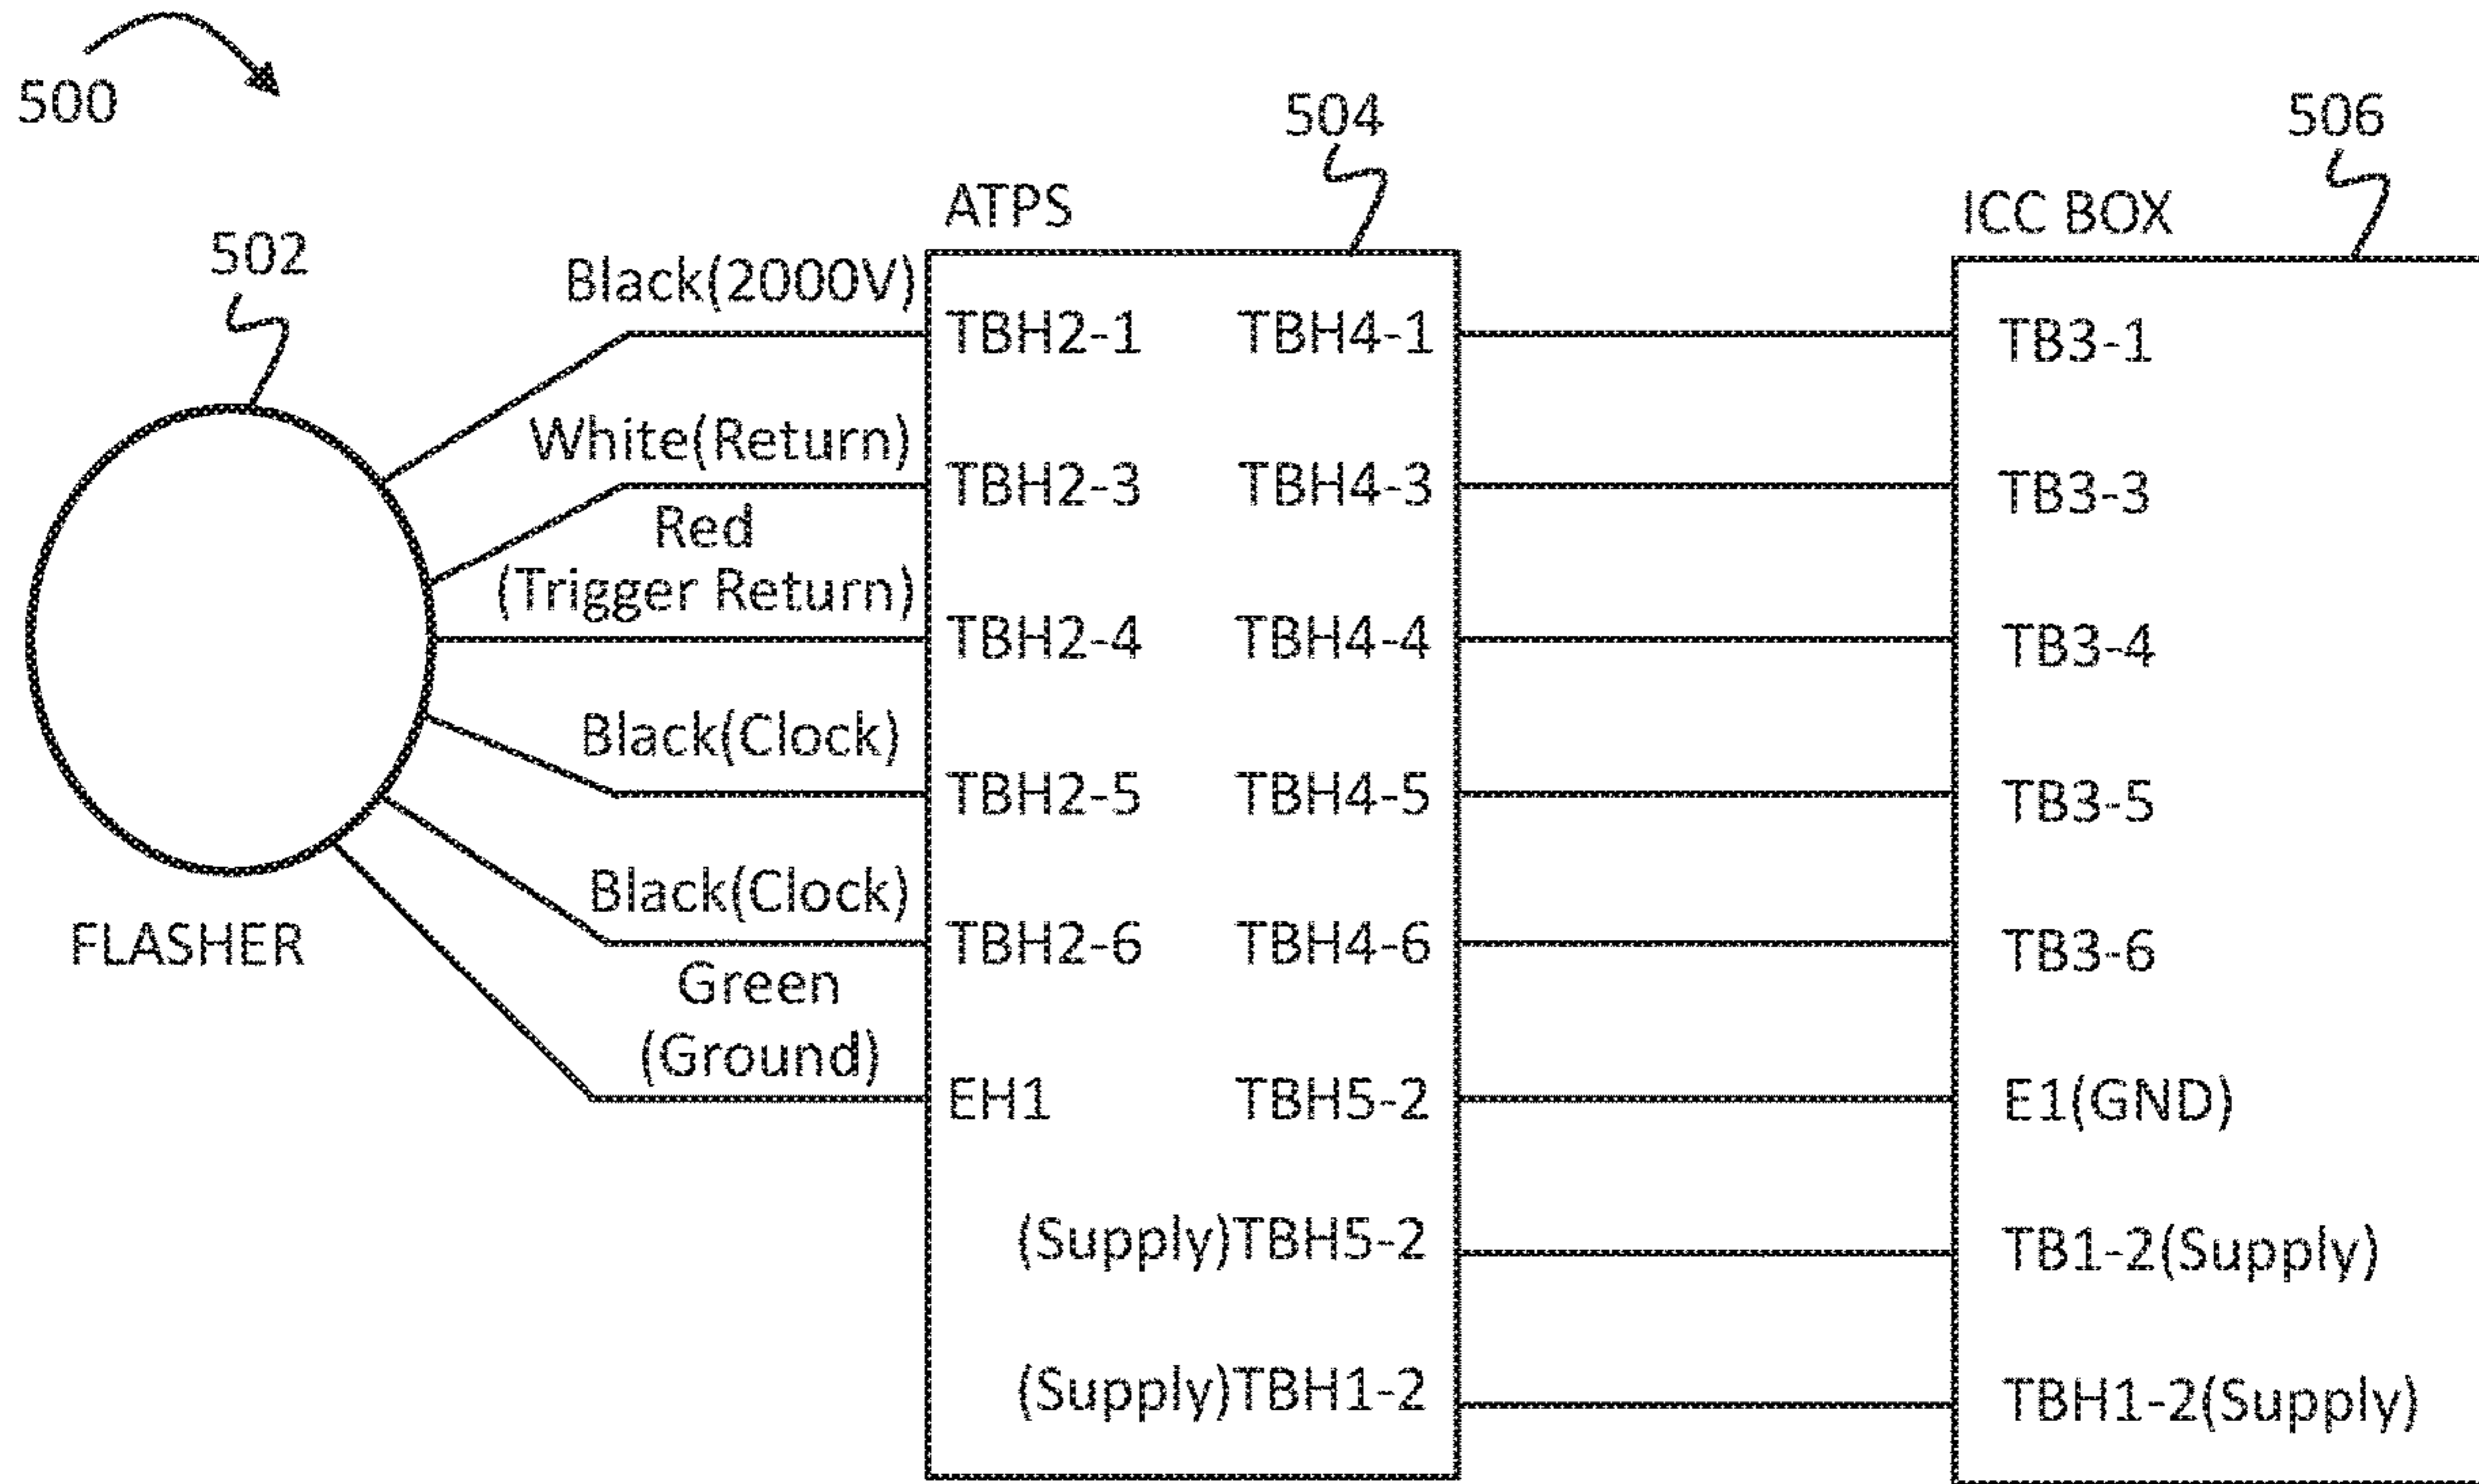 500
504
506
ATPS
ICC BOX
502
Black(2000V)
TBH2-1
TBH4-1
TB3-1
White(Return)
TBH2-3
TBH4-3
TB3-3
Red
(Trigger Return)
TBH2-4
TBH4-4
TB3-4
Black(Clock)
TBH2-5
TBH4-5
TB3-5
Black(Clock)
FLASHER
TBH2-6
TBH4-6
TB3-6
Green
(Ground)
EH1
TBH5-2
E1(GND)
(Supply)TBH5-2
TB1-2(Supply)
(Supply)TBH1-2
TBH1-2(Supply)